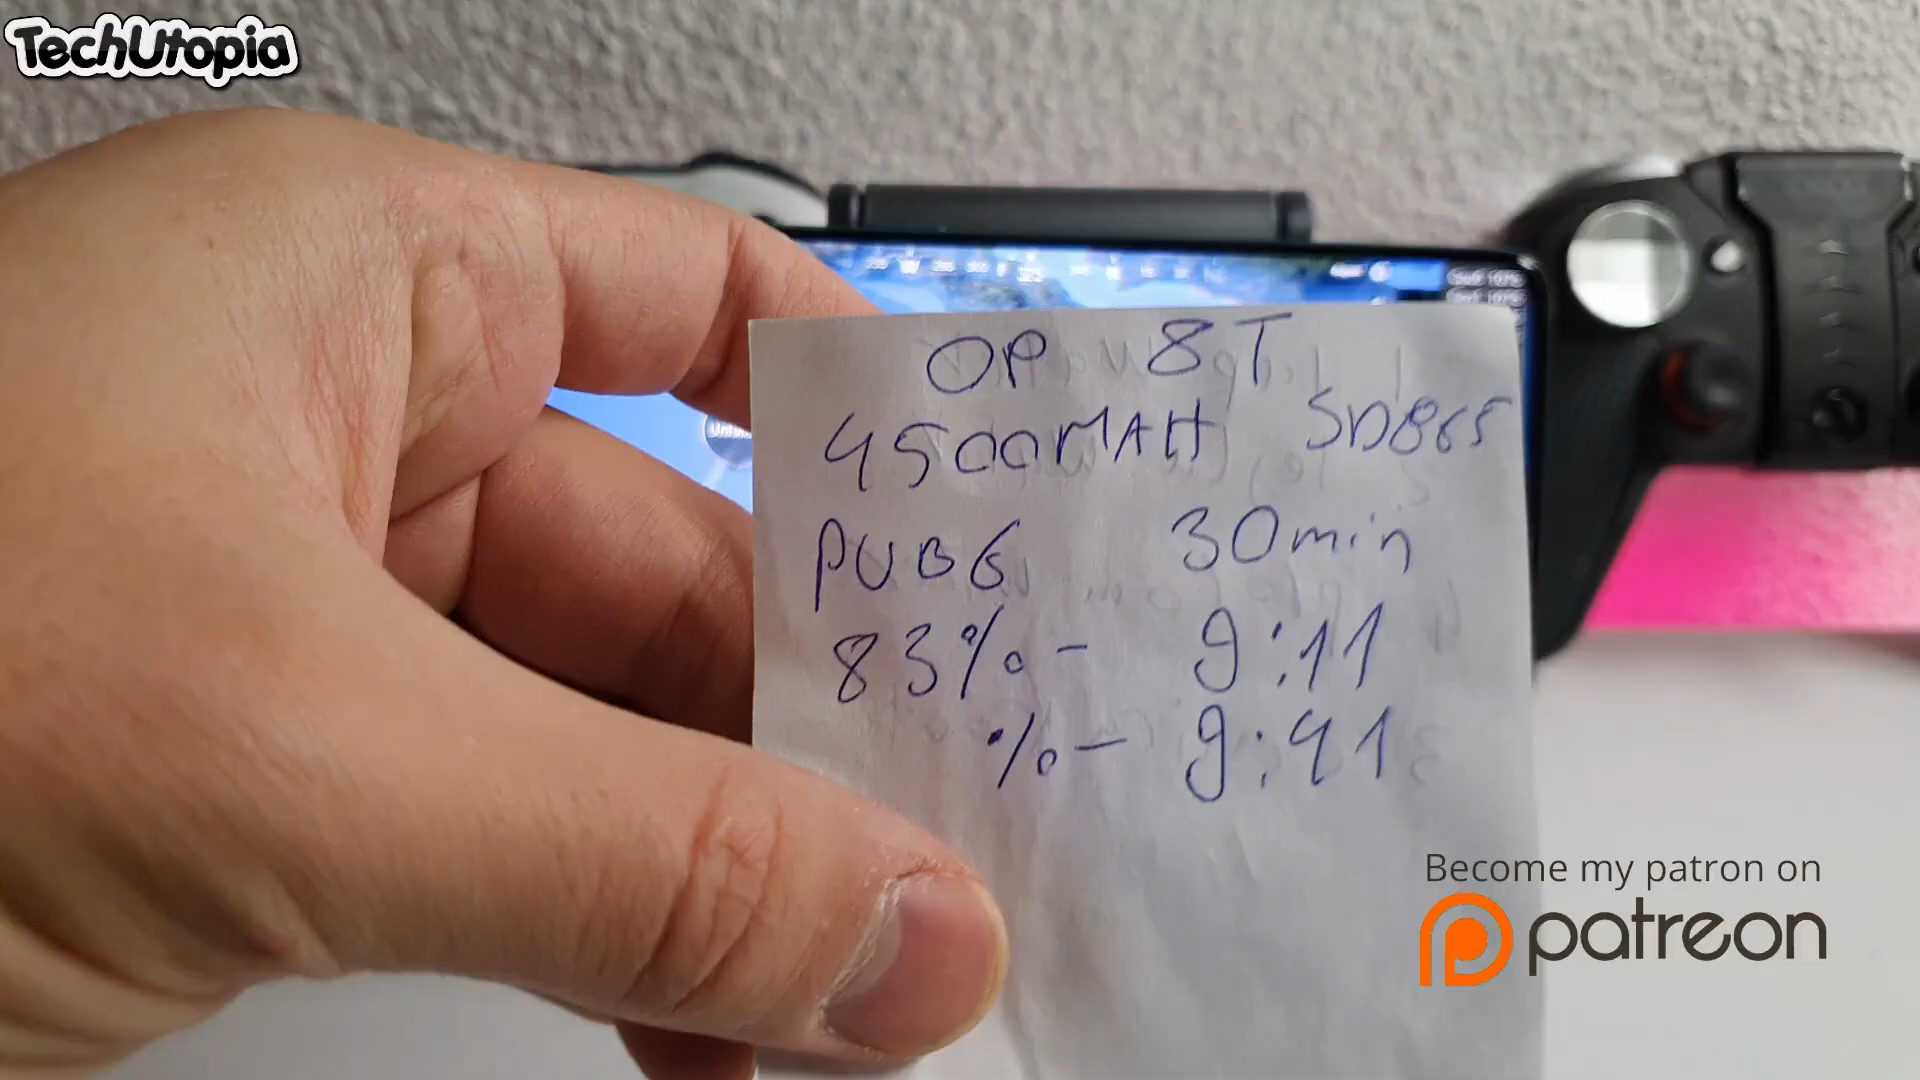 TechUtopia
OP 8T
4500MAH SD865
PUBG 30min
83% - 9:11
% - 9:41
Become my patron on
patreon